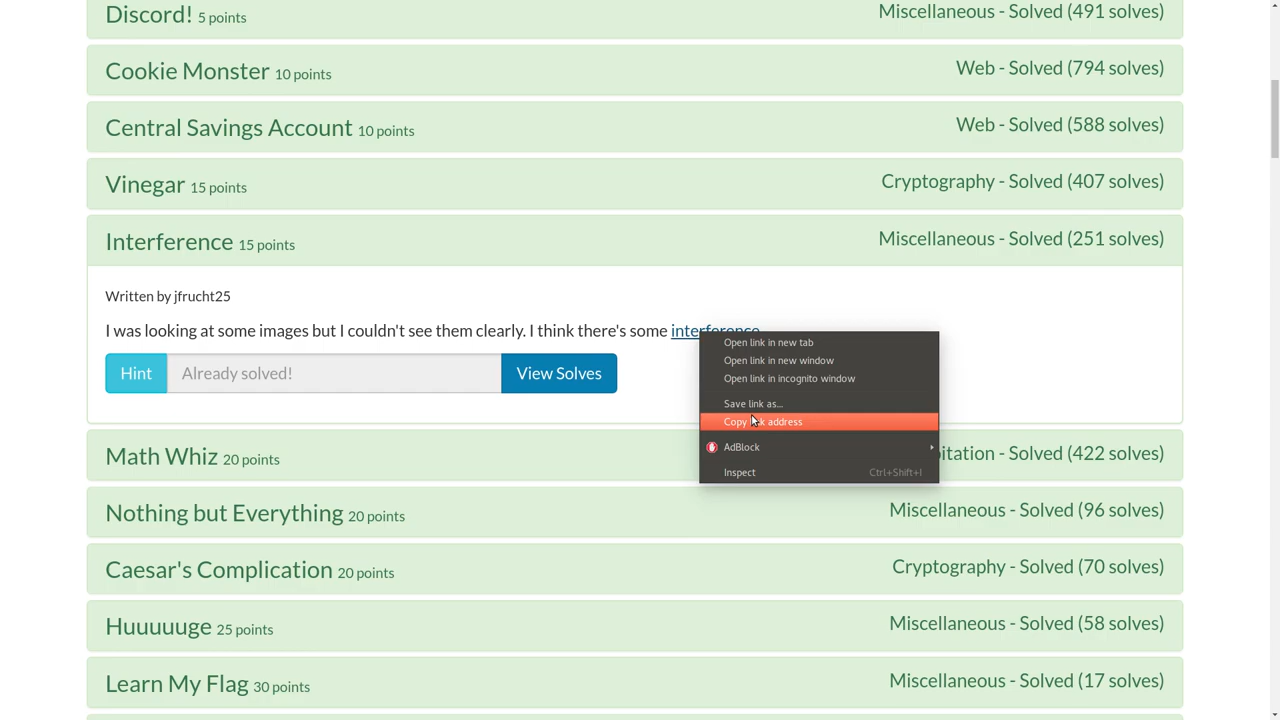 Discord! 5 points Miscellaneous - Solved (491 solves)
Cookie Monster 10 points Web - Solved (794 solves)
Central Savings Account 10 points Web - Solved (588 solves)
Vinegar 15 points Cryptography - Solved (407 solves)
Interference 15 points Miscellaneous - Solved (251 solves)
Written by jfrucht25
I was looking at some images but I couldn't see them clearly. I think there's some interference.
Hint Already solved! View Solves
Open link in new tab
Open link in new window
Open link in incognito window
Save link as...
Copy link address
AdBlock
Inspect Ctrl+Shift+I
Math Whiz 20 points - Solved (422 solves)
Nothing but Everything 20 points Miscellaneous - Solved (96 solves)
Caesar's Complication 20 points Cryptography - Solved (70 solves)
Huuuuuge 25 points Miscellaneous - Solved (58 solves)
Learn My Flag 30 points Miscellaneous - Solved (17 solves)